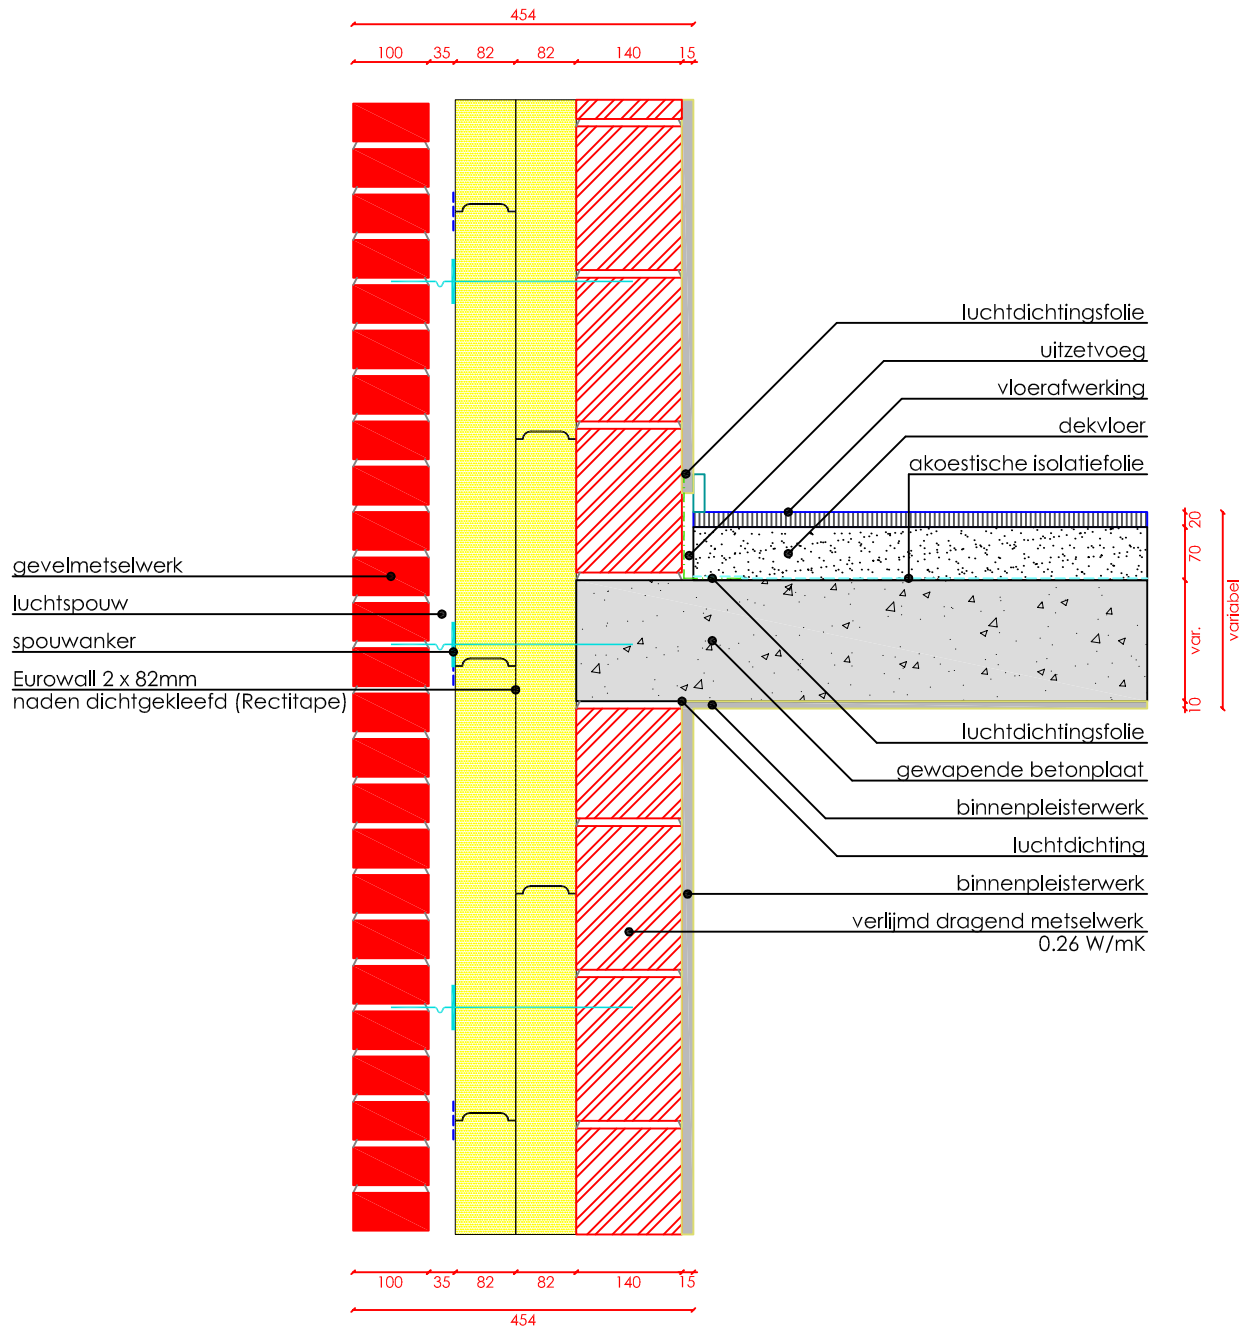 454
100 35 82 82 140 15
luchtdichtingsfolie
uitzetvoeg
vloerafwerking
dekvloer
akoestische isolatiefolie
20
70
var.
10
variabel
gevelmetselwerk
luchtspouw
spouwanker
Eurowall 2 x 82mm
naden dichtgekleefd (Rectitape)
luchtdichtingsfolie
gewapende betonplaat
binnenpleisterwerk
luchtdichting
binnenpleisterwerk
verlijmd dragend metselwerk
0.26 W/mK
100 35 82 82 140 15
454